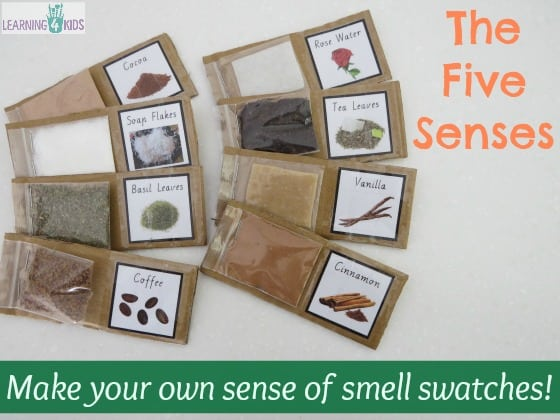 LEARNING 4 KIDS
The
Five
Senses
Cocoa
Soap Flakes
Basil Leaves
Coffee
Rose Water
Tea Leaves
Vanilla
Cinnamon
Make your own sense of smell swatches!